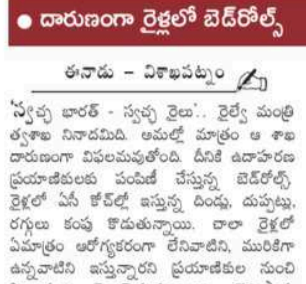 ● దారుణంగా రైళ్లలో బెడ్‌రోల్స్
ఈనాడు - విశాఖపట్నం
'స్వచ్ఛ భారత్ - స్వచ్ఛ రైలు'.. రైల్వే మంత్రి
త్వశాఖ నినాదమిది. అమల్లో మాత్రం ఆ శాఖ
దారుణంగా విఫలమవుతోంది. దీనికి ఉదాహరణ
ప్రయాణికులకు పంపిణీ చేస్తున్న బెడ్‌రోల్స్.
రైళ్లలో ఏసీ కోచ్‌ల్లో ఇస్తున్న దిండ్లు, దుప్పట్లు,
రగ్గులు కంపు కొడుతున్నాయి. చాలా రైళ్లలో
ఏమాత్రం ఆరోగ్యకరంగా లేనివాటిని, మురికిగా
ఉన్నవాటిని ఇస్తున్నారని ప్రయాణికుల నుంచి